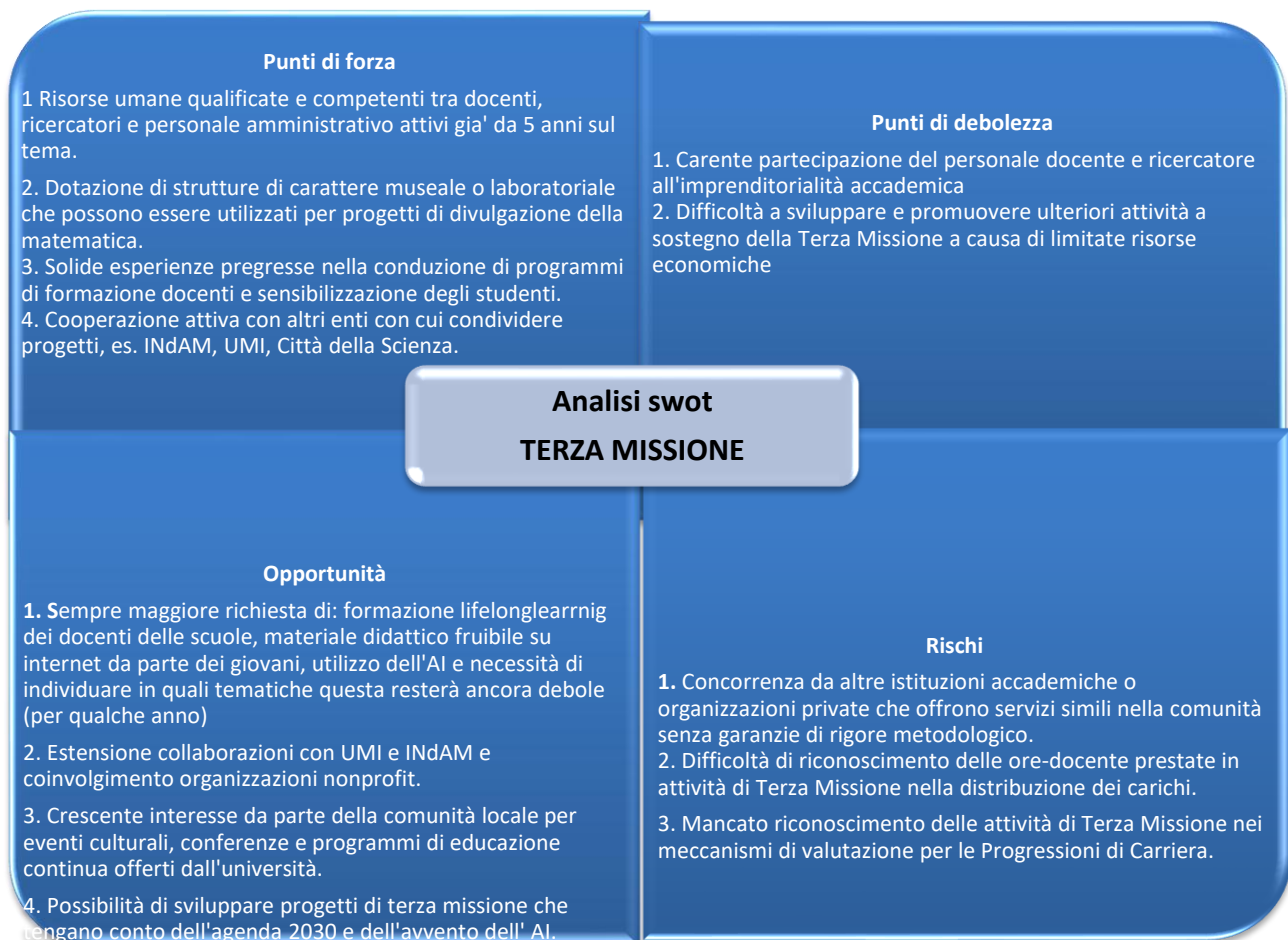 Punti di forza
1 Risorse umane qualificate e competenti tra docenti,
ricercatori e personale amministrativo attivi gia' da 5 anni sul
tema.
2. Dotazione di strutture di carattere museale o laboratoriale
che possono essere utilizzati per progetti di divulgazione della
matematica.
3. Solide esperienze pregresse nella conduzione di programmi
di formazione docenti e sensibilizzazione degli studenti.
4. Cooperazione attiva con altri enti con cui condividere
progetti, es. INdAM, UMI, Città della Scienza.
Punti di debolezza
1. Carente partecipazione del personale docente e ricercatore
all'imprenditorialità accademica
2. Difficoltà a sviluppare e promuovere ulteriori attività a
sostegno della Terza Missione a causa di limitate risorse
economiche
Analisi swot
TERZA MISSIONE
Opportunità
1. Sempre maggiore richiesta di: formazione lifelonglearrnig
dei docenti delle scuole, materiale didattico fruibile su
internet da parte dei giovani, utilizzo dell'AI e necessità di
individuare in quali tematiche questa resterà ancora debole
(per qualche anno)
2. Estensione collaborazioni con UMI e INdAM e
coinvolgimento organizzazioni nonprofit.
3. Crescente interesse da parte della comunità locale per
eventi culturali, conferenze e programmi di educazione
continua offerti dall'università.
4. Possibilità di sviluppare progetti di terza missione che
tengano conto dell'agenda 2030 e dell'avvento dell' AI.
Rischi
1. Concorrenza da altre istituzioni accademiche o
organizzazioni private che offrono servizi simili nella comunità
senza garanzie di rigore metodologico.
2. Difficoltà di riconoscimento delle ore-docente prestate in
attività di Terza Missione nella distribuzione dei carichi.
3. Mancato riconoscimento delle attività di Terza Missione nei
meccanismi di valutazione per le Progressioni di Carriera.